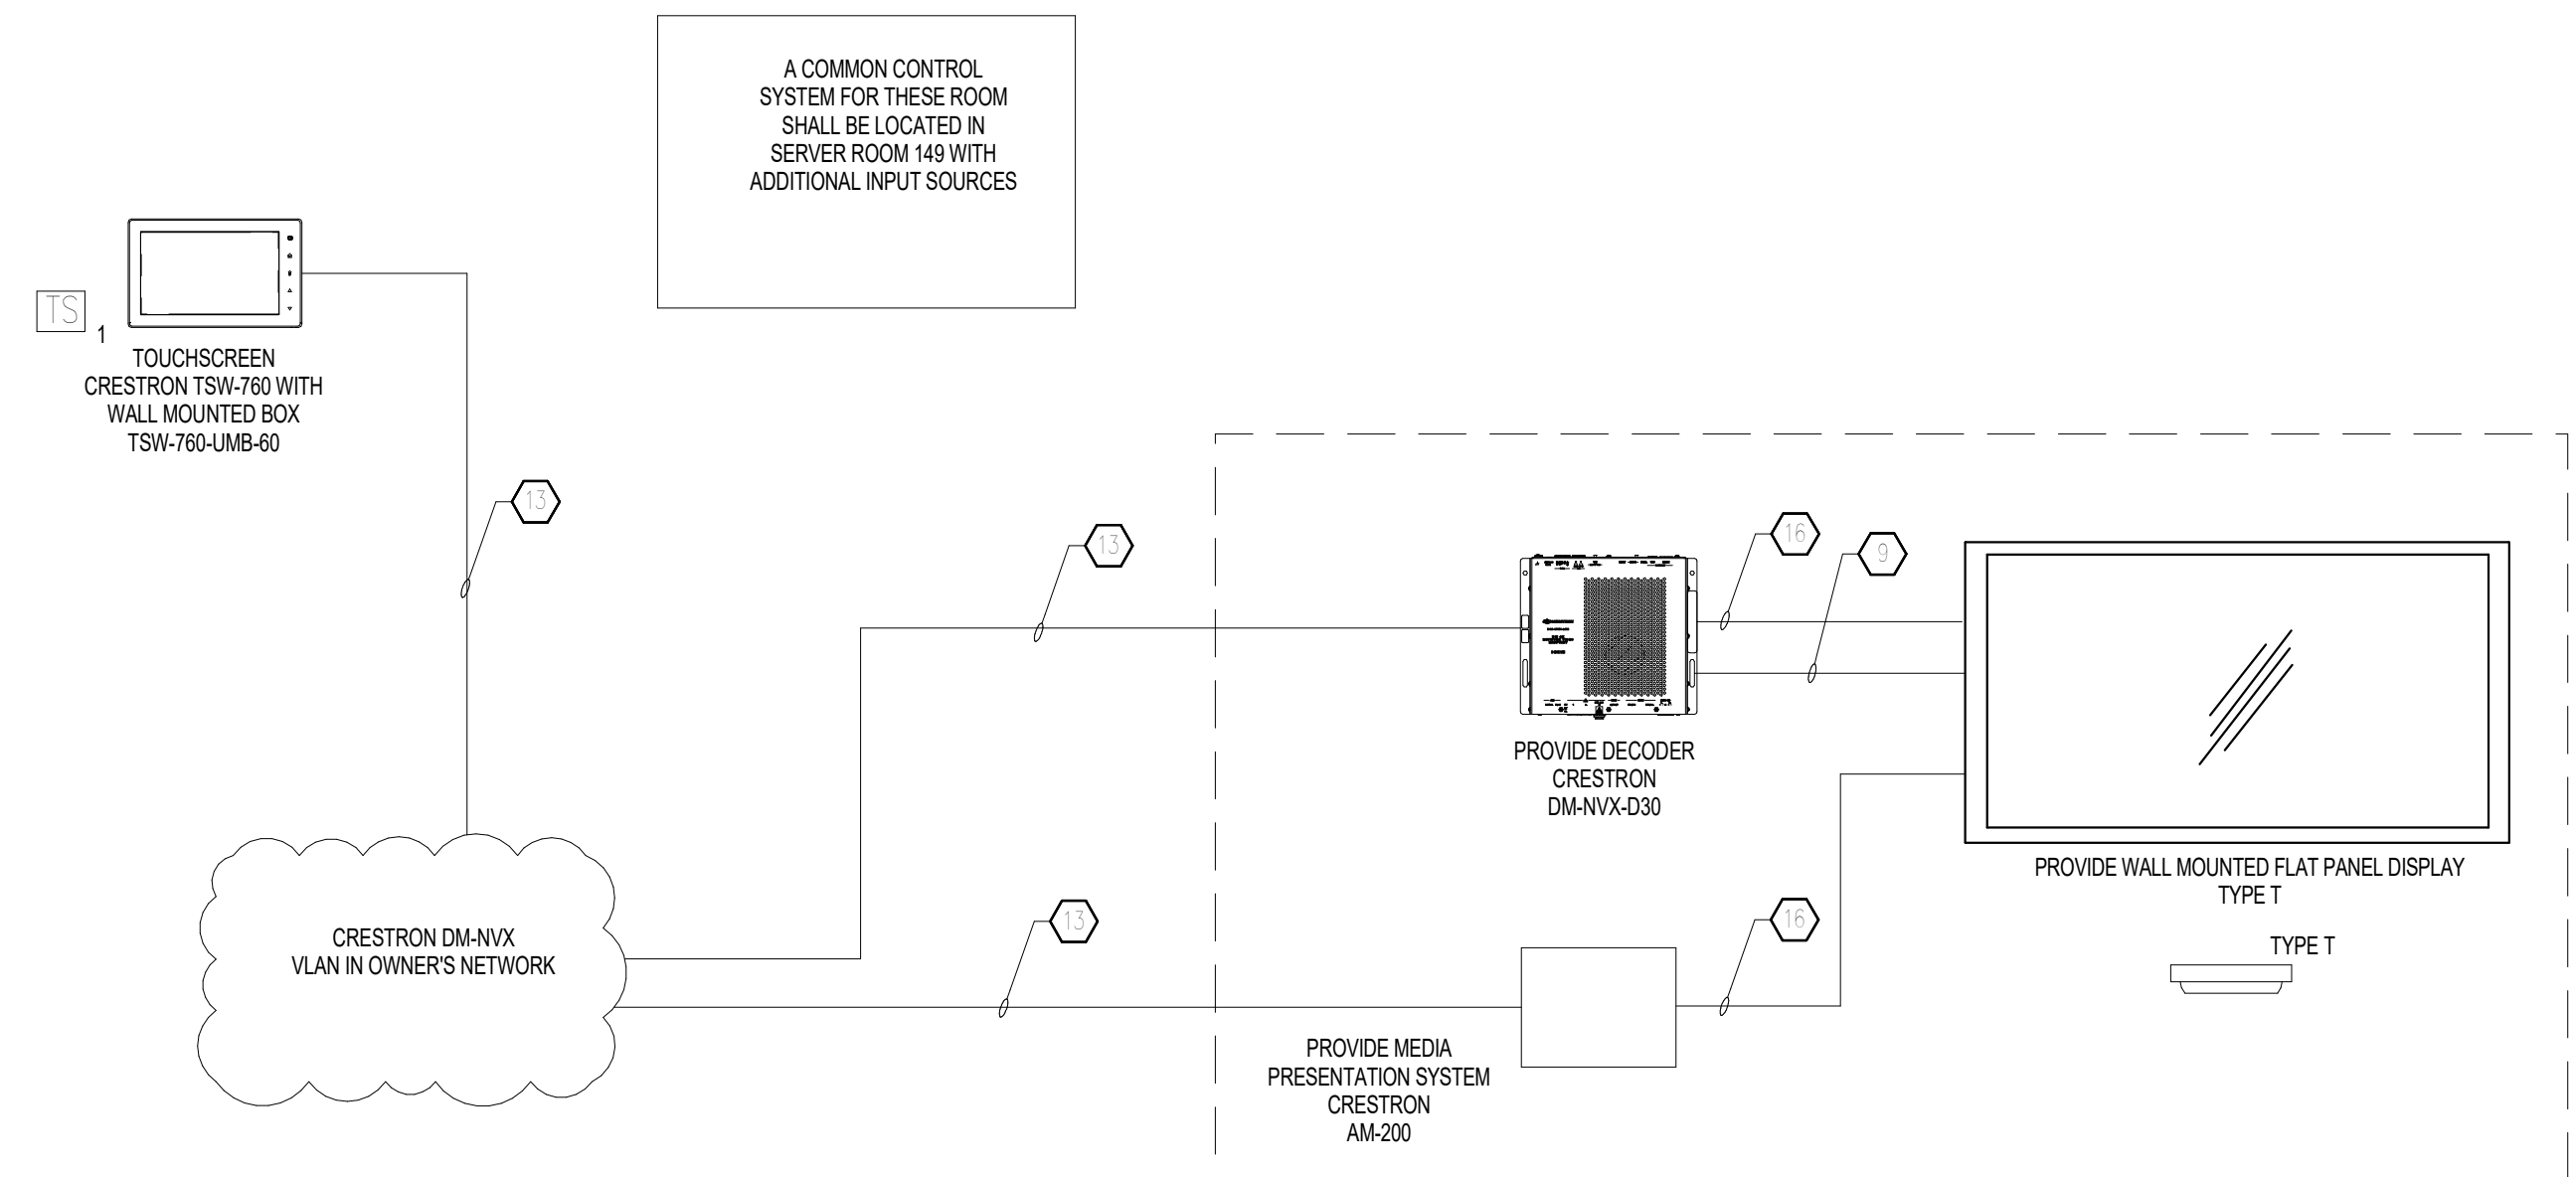 A COMMON CONTROL
SYSTEM FOR THESE ROOM
SHALL BE LOCATED IN
SERVER ROOM 149 WITH
ADDITIONAL INPUT SOURCES
TS
1
TOUCHSCREEN
CRESTRON TSW-760 WITH
WALL MOUNTED BOX
TSW-760-UMB-60
13
13
16
9
PROVIDE DECODER
CRESTRON
DM-NVX-D30
PROVIDE WALL MOUNTED FLAT PANEL DISPLAY
TYPE T
TYPE T
CRESTRON DM-NVX
VLAN IN OWNER'S NETWORK
13
16
PROVIDE MEDIA
PRESENTATION SYSTEM
CRESTRON
AM-200